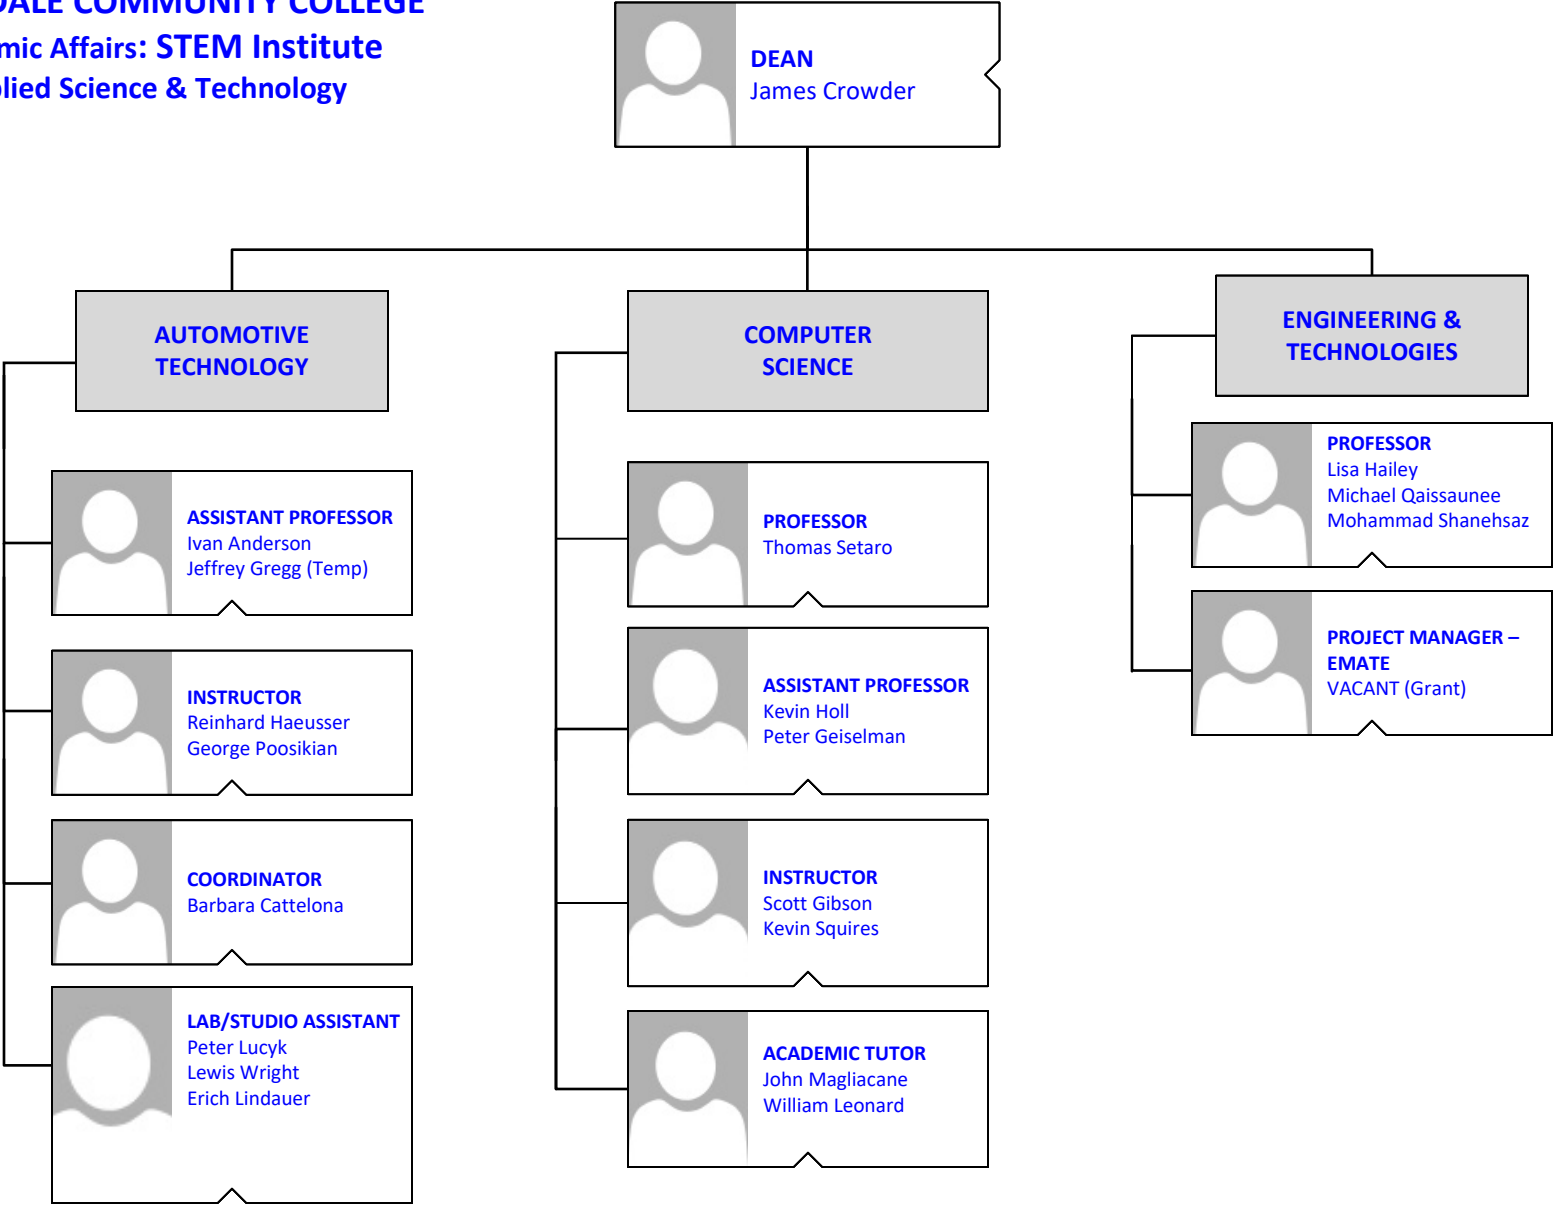 DALE COMMUNITY COLLEGE
mic Affairs: STEM Institute
plied Science & Technology
DEAN
James Crowder
AUTOMOTIVE
TECHNOLOGY
ASSISTANT PROFESSOR
Ivan Anderson
Jeffrey Gregg (Temp)
INSTRUCTOR
Reinhard Haeusser
George Poosikian
COORDINATOR
Barbara Cattelona
LAB/STUDIO ASSISTANT
Peter Lucyk
Lewis Wright
Erich Lindauer
COMPUTER
SCIENCE
PROFESSOR
Thomas Setaro
ASSISTANT PROFESSOR
Kevin Holl
Peter Geiselman
INSTRUCTOR
Scott Gibson
Kevin Squires
ACADEMIC TUTOR
John Magliacane
William Leonard
ENGINEERING &
TECHNOLOGIES
PROFESSOR
Lisa Hailey
Michael Qaissaunee
Mohammad Shanehsaz
PROJECT MANAGER –
EMATE
VACANT (Grant)